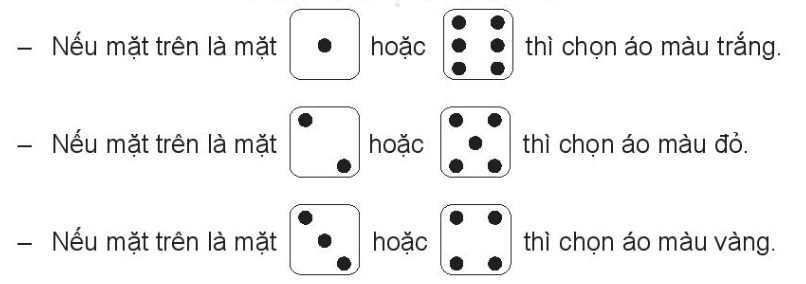 – Nếu mặt trên là mặt hoặc thì chọn áo màu trắng.
– Nếu mặt trên là mặt hoặc thì chọn áo màu đỏ.
– Nếu mặt trên là mặt hoặc thì chọn áo màu vàng.